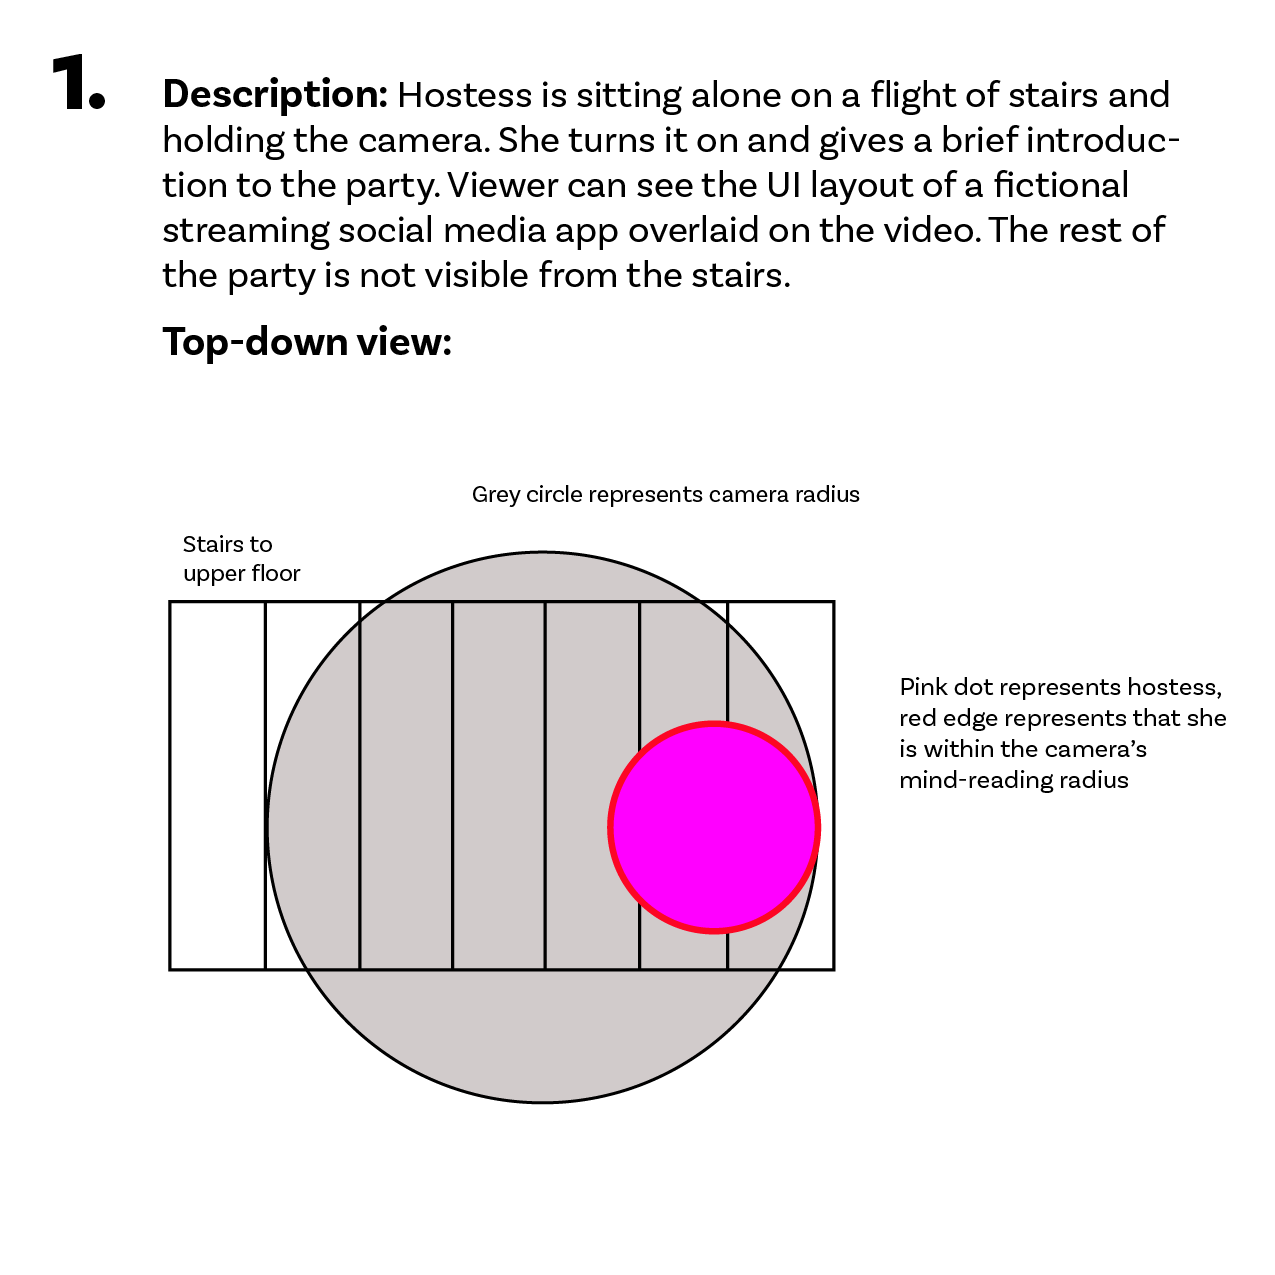 1.
Description: Hostess is sitting alone on a flight of stairs and
holding the camera. She turns it on and gives a brief introduc-
tion to the party. Viewer can see the UI layout of a fictional
streaming social media app overlaid on the video. The rest of
the party is not visible from the stairs.
Top-down view:
Grey circle represents camera radius
Stairs to
upper floor
Pink dot represents hostess,
red edge represents that she
is within the camera’s
mind-reading radius